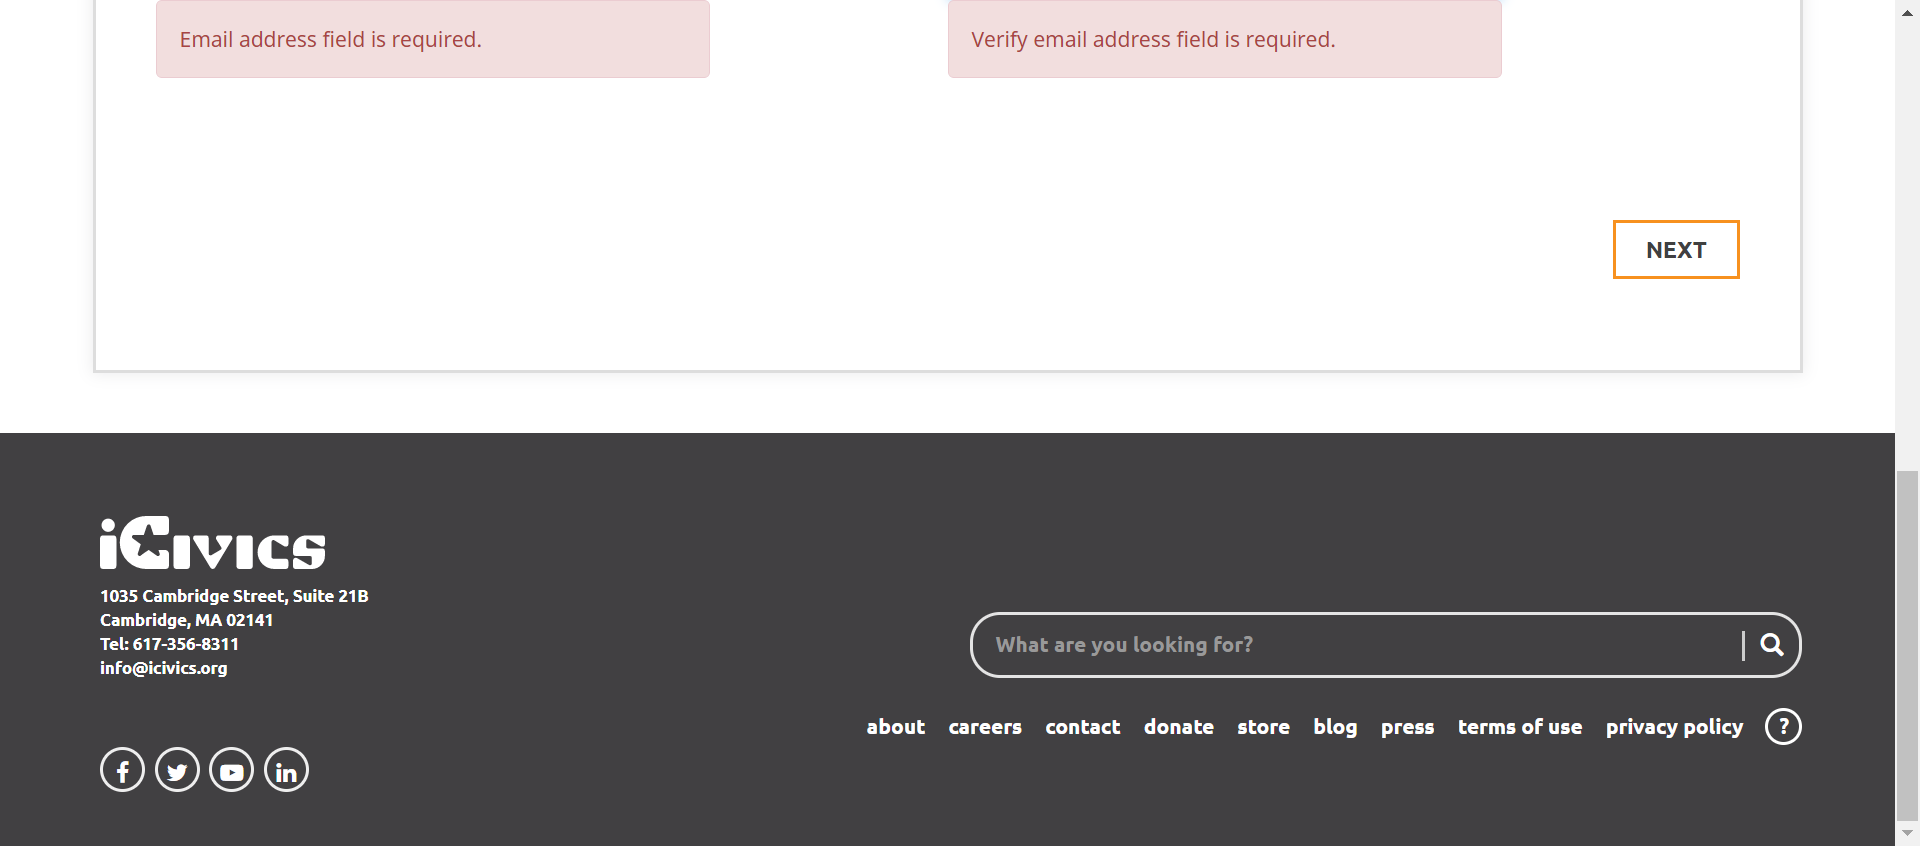 Email address field is required.
Verify email address field is required.
NEXT
iCivics
1035 Cambridge Street, Suite 21B
Cambridge, MA 02141
Tel: 617-356-8311
info@icivics.org
What are you looking for?
about careers contact donate store blog press terms of use privacy policy ?